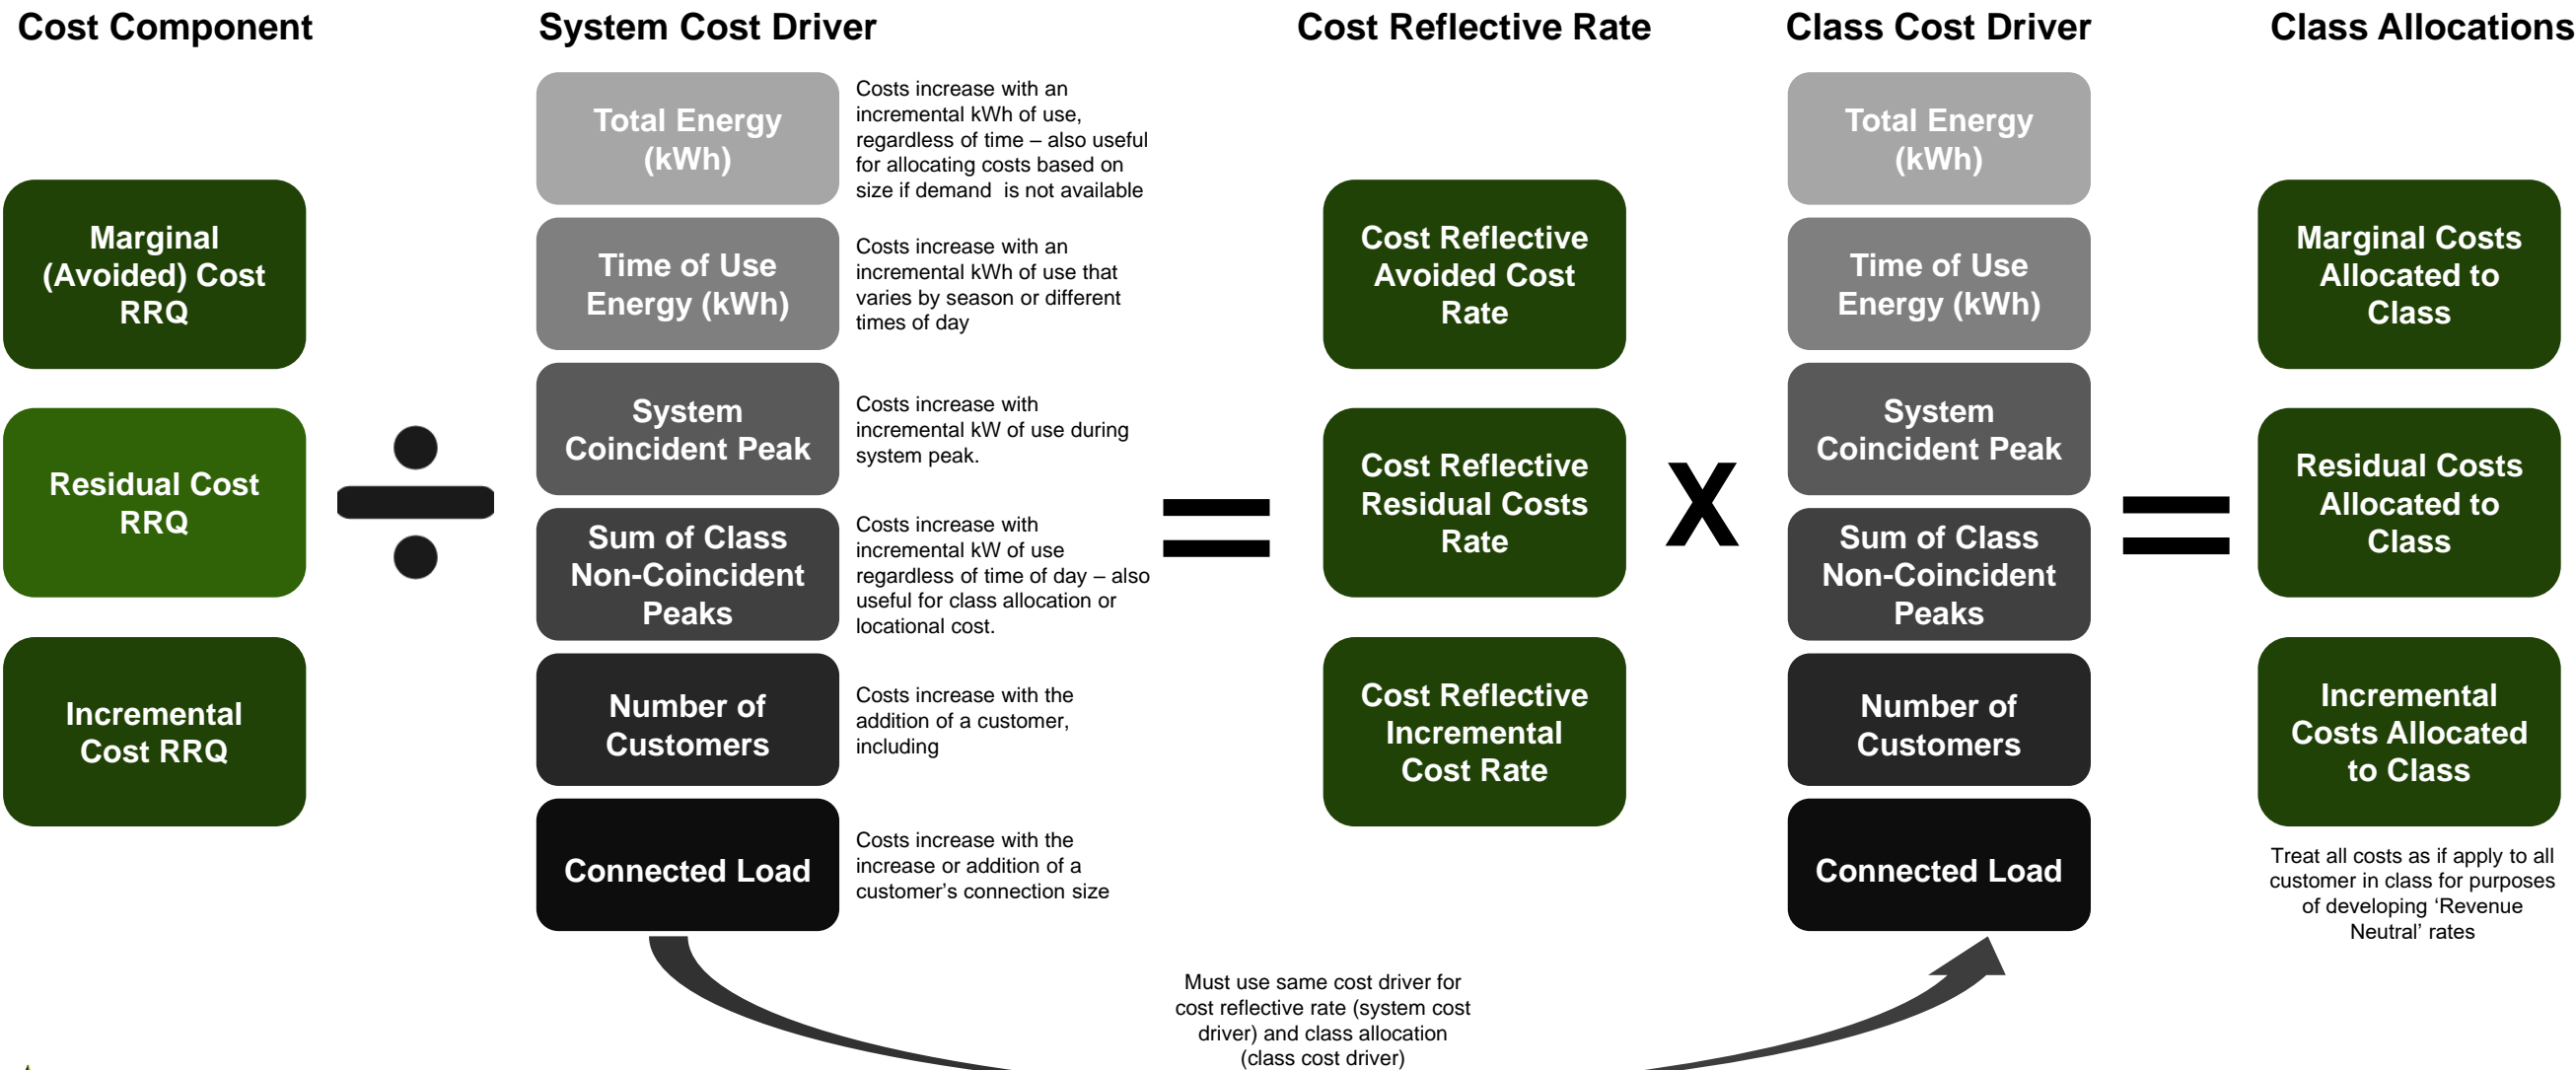 Cost Component
System Cost Driver
Cost Reflective Rate
Class Cost Driver
Class Allocations
Marginal
(Avoided) Cost
RRQ
Residual Cost
RRQ
Incremental
Cost RRQ
Total Energy
(kWh)
Costs increase with an
incremental kWh of use,
regardless of time – also useful
for allocating costs based on
size if demand  is not available
Time of Use
Energy (kWh)
Costs increase with an
incremental kWh of use that
varies by season or different
times of day
System
Coincident Peak
Costs increase with
incremental kW of use during
system peak.
Sum of Class
Non-Coincident
Peaks
Costs increase with
incremental kW of use
regardless of time of day – also
useful for class allocation or
locational cost.
Number of
Customers
Costs increase with the
addition of a customer,
including
Connected Load
Costs increase with the
increase or addition of a
customer's connection size
=
Cost Reflective
Avoided Cost
Rate
Cost Reflective
Residual Costs
Rate
Cost Reflective
Incremental
Cost Rate
X
Total Energy
(kWh)
Time of Use
Energy (kWh)
System
Coincident Peak
Sum of Class
Non-Coincident
Peaks
Number of
Customers
Connected Load
=
Marginal Costs
Allocated to
Class
Residual Costs
Allocated to
Class
Incremental
Costs Allocated
to Class
Treat all costs as if apply to all
customer in class for purposes
of developing ‘Revenue
Neutral’ rates
Must use same cost driver for
cost reflective rate (system cost
driver) and class allocation
(class cost driver)